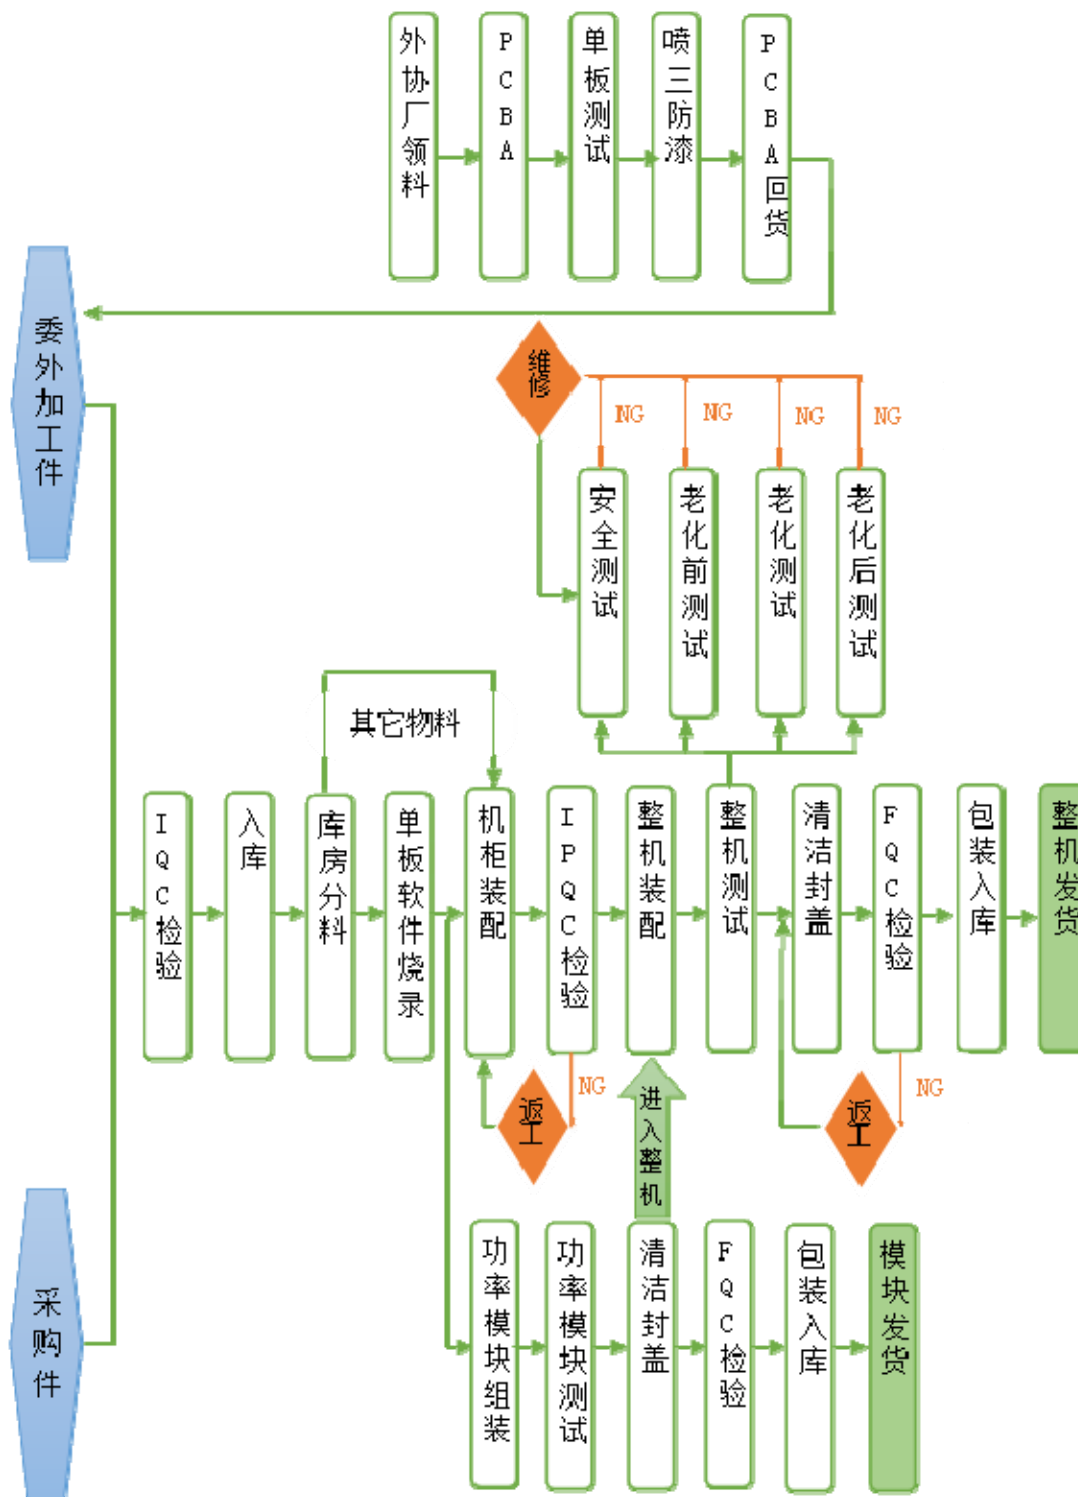 外协厂领料
PCBA
单板测试
喷三防漆
PCBA回货
委外加工件
维修
NG
NG
NG
NG
安全测试
老化前测试
老化测试
老化后测试
其它物料
IQC检验
入库
库房分料
单板软件烧录
机柜装配
IPQC检验
整机装配
整机测试
清洁封盖
FQC检验
包装入库
整机发货
返工
NG
进入整机
返工
NG
采购件
功率模块组装
功率模块测试
清洁封盖
FQC检验
包装入库
模块发货